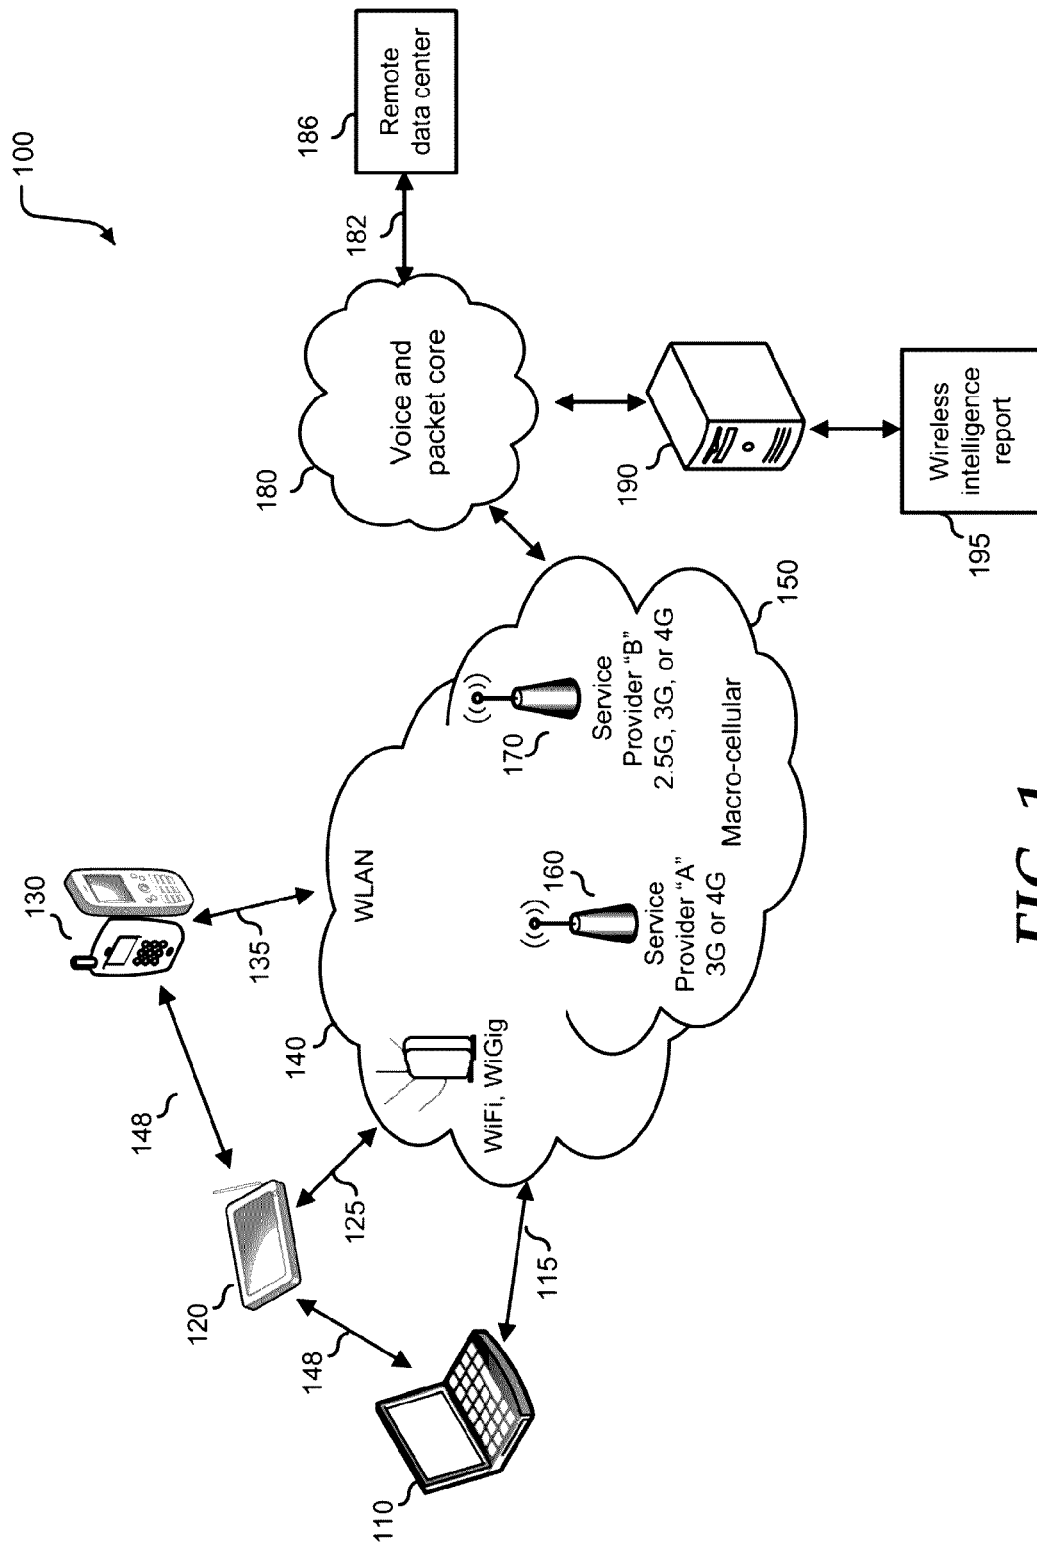 100
130
135
148
120
125
148
110
115
140
WLAN
WiFi, WiGig
160
Service
Provider “A”
3G or 4G
170
Service
Provider “B”
2.5G, 3G, or 4G
Macro-cellular
150
180
Voice and
packet core
182
186
Remote
data center
190
195
Wireless
intelligence
report
FIG. 1